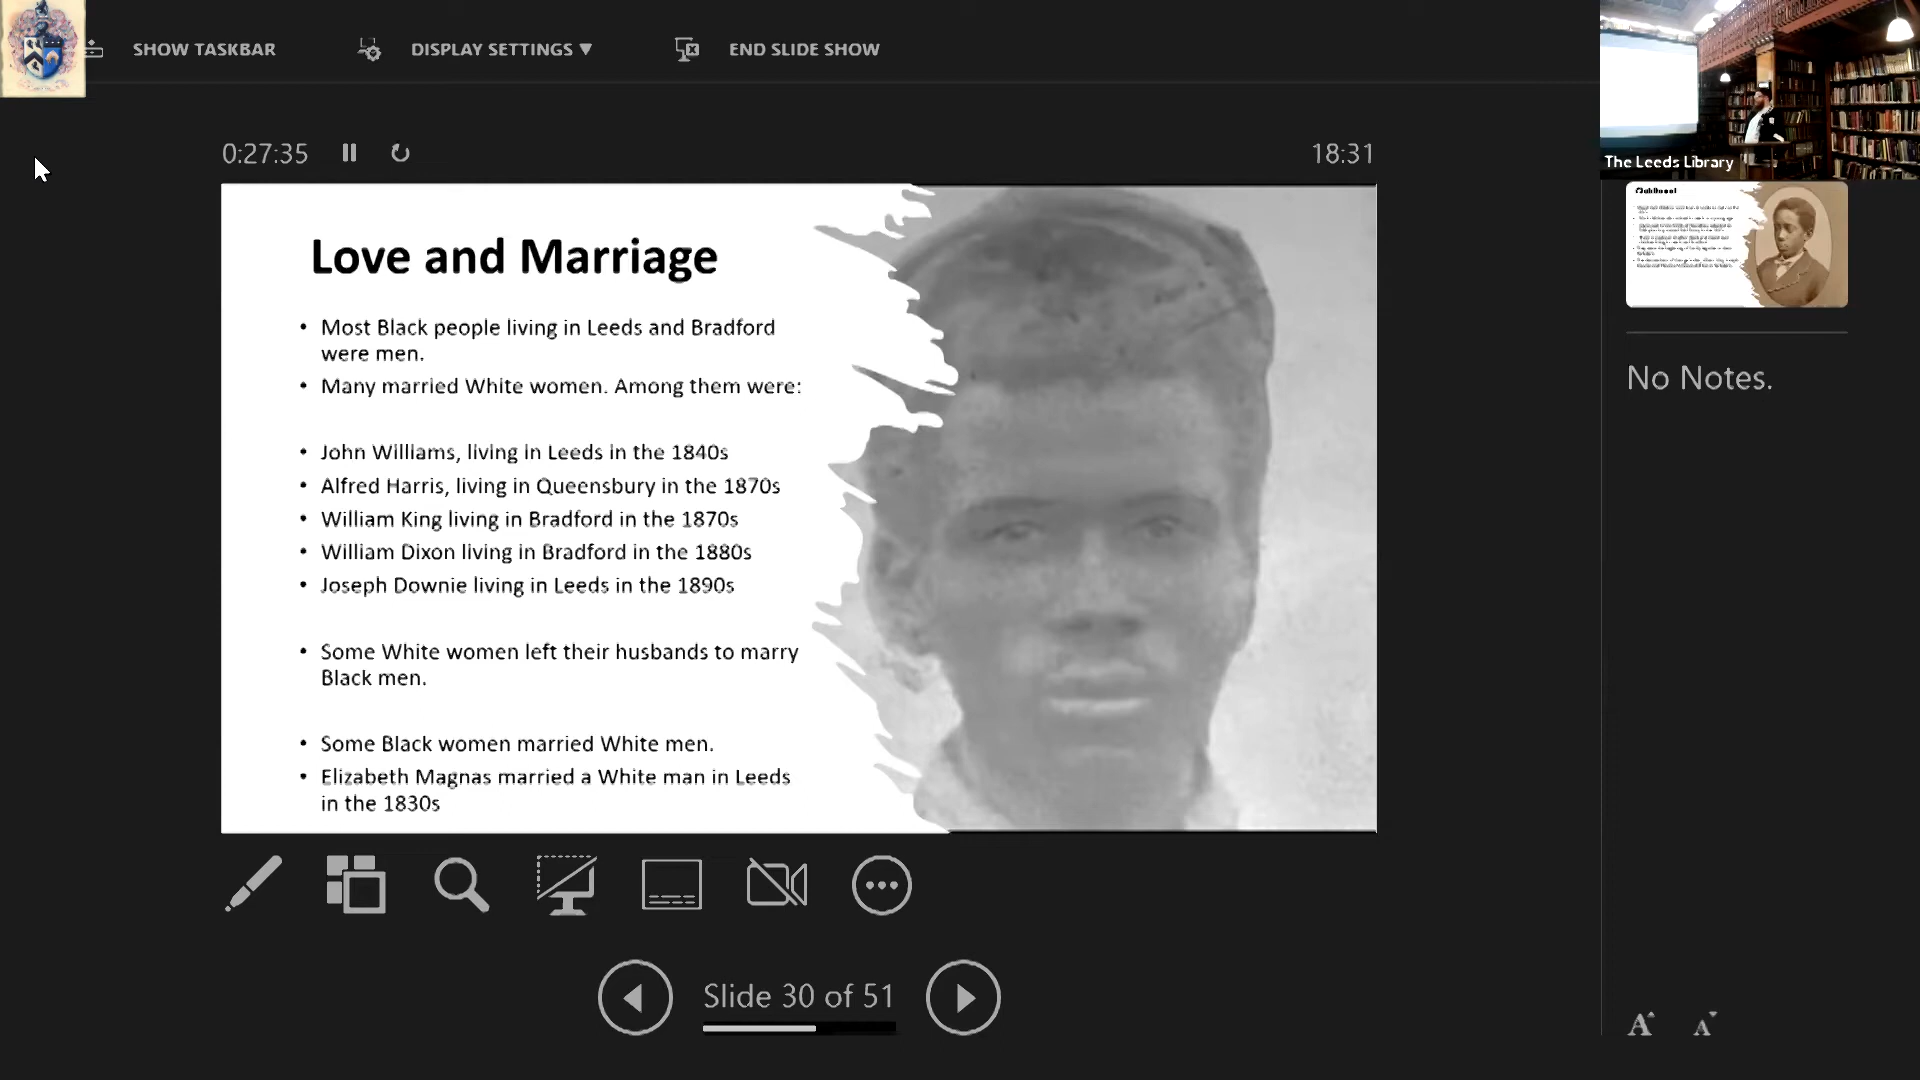 SHOW TASKBAR
DISPLAY SETTINGS ▼
END SLIDE SHOW
0:27:35
18:31
Love and Marriage
• Most Black people living in Leeds and Bradford
were men.
• Many married White women. Among them were:
• John Williams, living in Leeds in the 1840s
• Alfred Harris, living in Queensbury in the 1870s
• William King living in Bradford in the 1870s
• William Dixon living in Bradford in the 1880s
• Joseph Downie living in Leeds in the 1890s
• Some White women left their husbands to marry
Black men.
• Some Black women married White men.
• Elizabeth Magnas married a White man in Leeds
in the 1830s
Slide 30 of 51
The Leeds Library
Childhood
No Notes.
A A